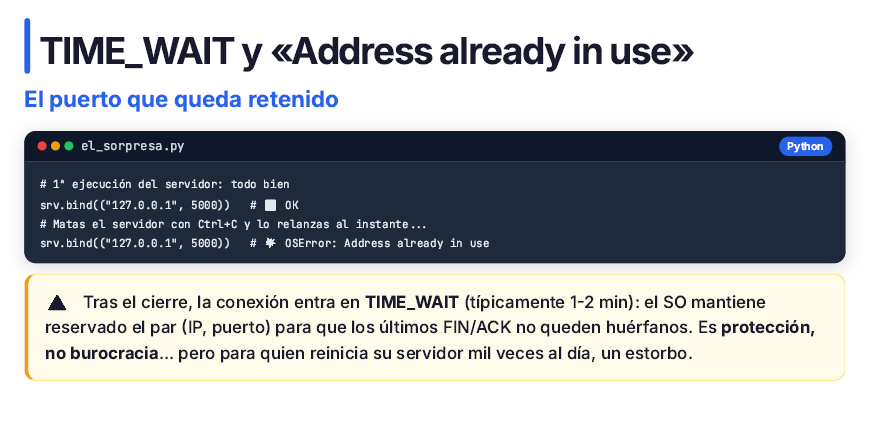 TIME_WAIT y «Address already in use»
El puerto que queda retenido
el_sorpresa.py
Python
# 1ª ejecución del servidor: todo bien
srv.bind(("127.0.0.1", 5000)) # ⬜ OK
# Matas el servidor con Ctrl+C y lo relanzas al instante...
srv.bind(("127.0.0.1", 5000)) # 💥 OSError: Address already in use
Tras el cierre, la conexión entra en TIME_WAIT (típicamente 1-2 min): el SO mantiene
reservado el par (IP, puerto) para que los últimos FIN/ACK no queden huérfanos. Es protección,
no burocracia... pero para quien reinicia su servidor mil veces al día, un estorbo.